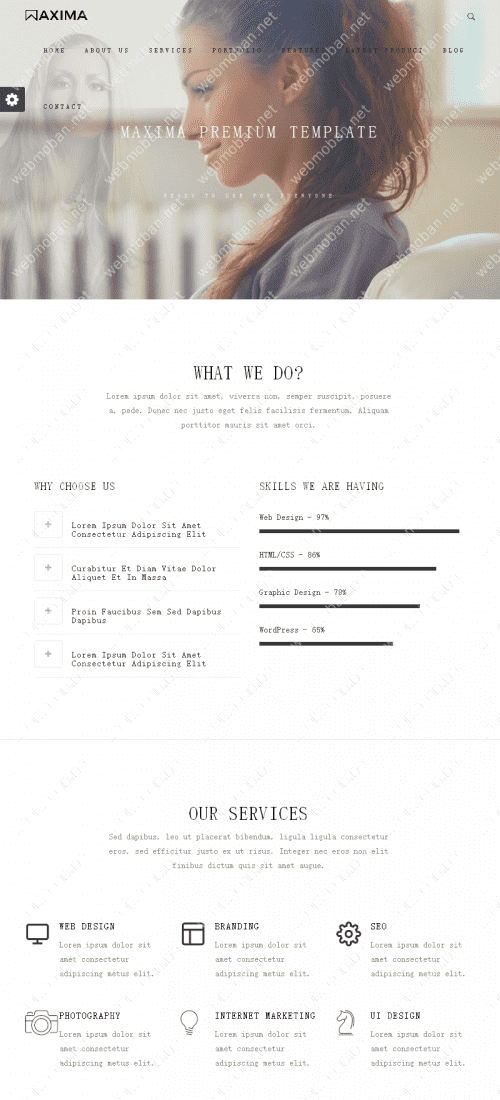 MAXIMA
HOME ABOUT US SERVICES PORTFOLIO FEATURES LATEST PRODUCT BLOG
CONTACT
MAXIMA PREMIUM TEMPLATE
READY TO USE FOR EVERYONE
webmoban.net
WHAT WE DO?
Lorem ipsum dolor sit amet, viverra non, semper suscipit, posuere
a, pede. Donec nec justo eget felis facilisis fermentum. Aliquam
porttitor mauris sit amet orci.
WHY CHOOSE US
Lorem Ipsum Dolor Sit Amet
Consectetur Adipiscing Elit
Curabitur Et Diam Vitae Dolor
Aliquet Et In Massa
Proin Faucibus Sem Sed Dapibus
Dapibus
Lorem Ipsum Dolor Sit Amet
Consectetur Adipiscing Elit
SKILLS WE ARE HAVING
Web Design - 97%
HTML/CSS - 86%
Graphic Design - 78%
WordPress - 65%
OUR SERVICES
Sed dapibus, leo ut placerat bibendum, ligula ligula consectetur
eros, sed efficitur justo ex ut risus. Integer nec eros non elit
finibus dictum quis sit amet augue.
WEB DESIGN
Lorem ipsum dolor sit
amet consectetur
adipiscing metus elit.
BRANDING
Lorem ipsum dolor sit
amet consectetur
adipiscing metus elit.
SEO
Lorem ipsum dolor sit
amet consectetur
adipiscing metus elit.
PHOTOGRAPHY
Lorem ipsum dolor sit
amet consectetur
adipiscing metus elit.
INTERNET MARKETING
Lorem ipsum dolor sit
amet consectetur
adipiscing metus elit.
UI DESIGN
Lorem ipsum dolor sit
amet consectetur
adipiscing metus elit.